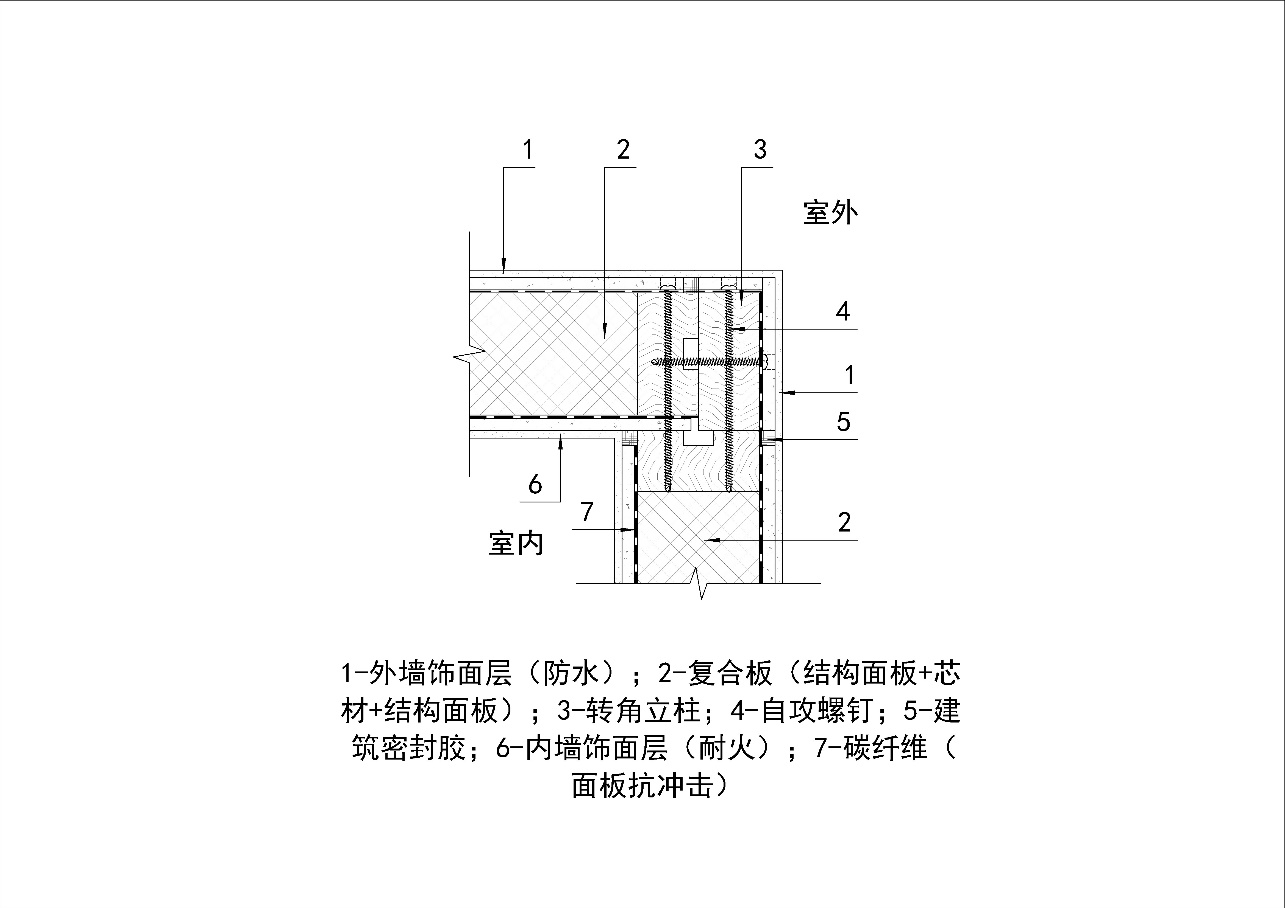 1
2
3
室外
4
1
5
6
7
2
室内
1-外墙饰面层（防水）；2-复合板（结构面板+芯
材+结构面板）；3-转角立柱；4-自攻螺钉；5-建
筑密封胶；6-内墙饰面层（耐火）；7-碳纤维（
面板抗冲击）